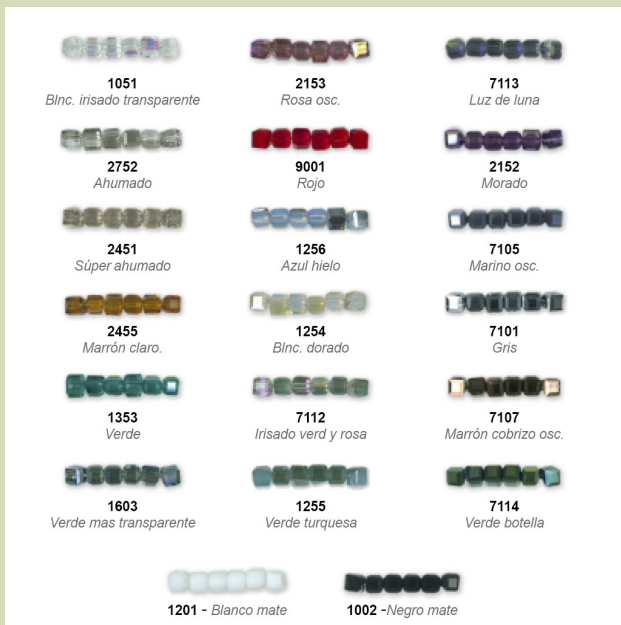 1051 2153 7113
Blnc. irisado transparente Rosa osc. Luz de luna
2752 9001 2152
Ahumado Rojo Morado
2451 1256 7105
Súper ahumado Azul hielo Marino osc.
2455 1254 7101
Marrón claro. Blnc. dorado Gris
1353 7112 7107
Verde Irisado verd y rosa Marrón cobrizo osc.
1603 1255 7114
Verde mas transparente Verde turquesa Verde botella
1201 - Blanco mate 1002 -Negro mate